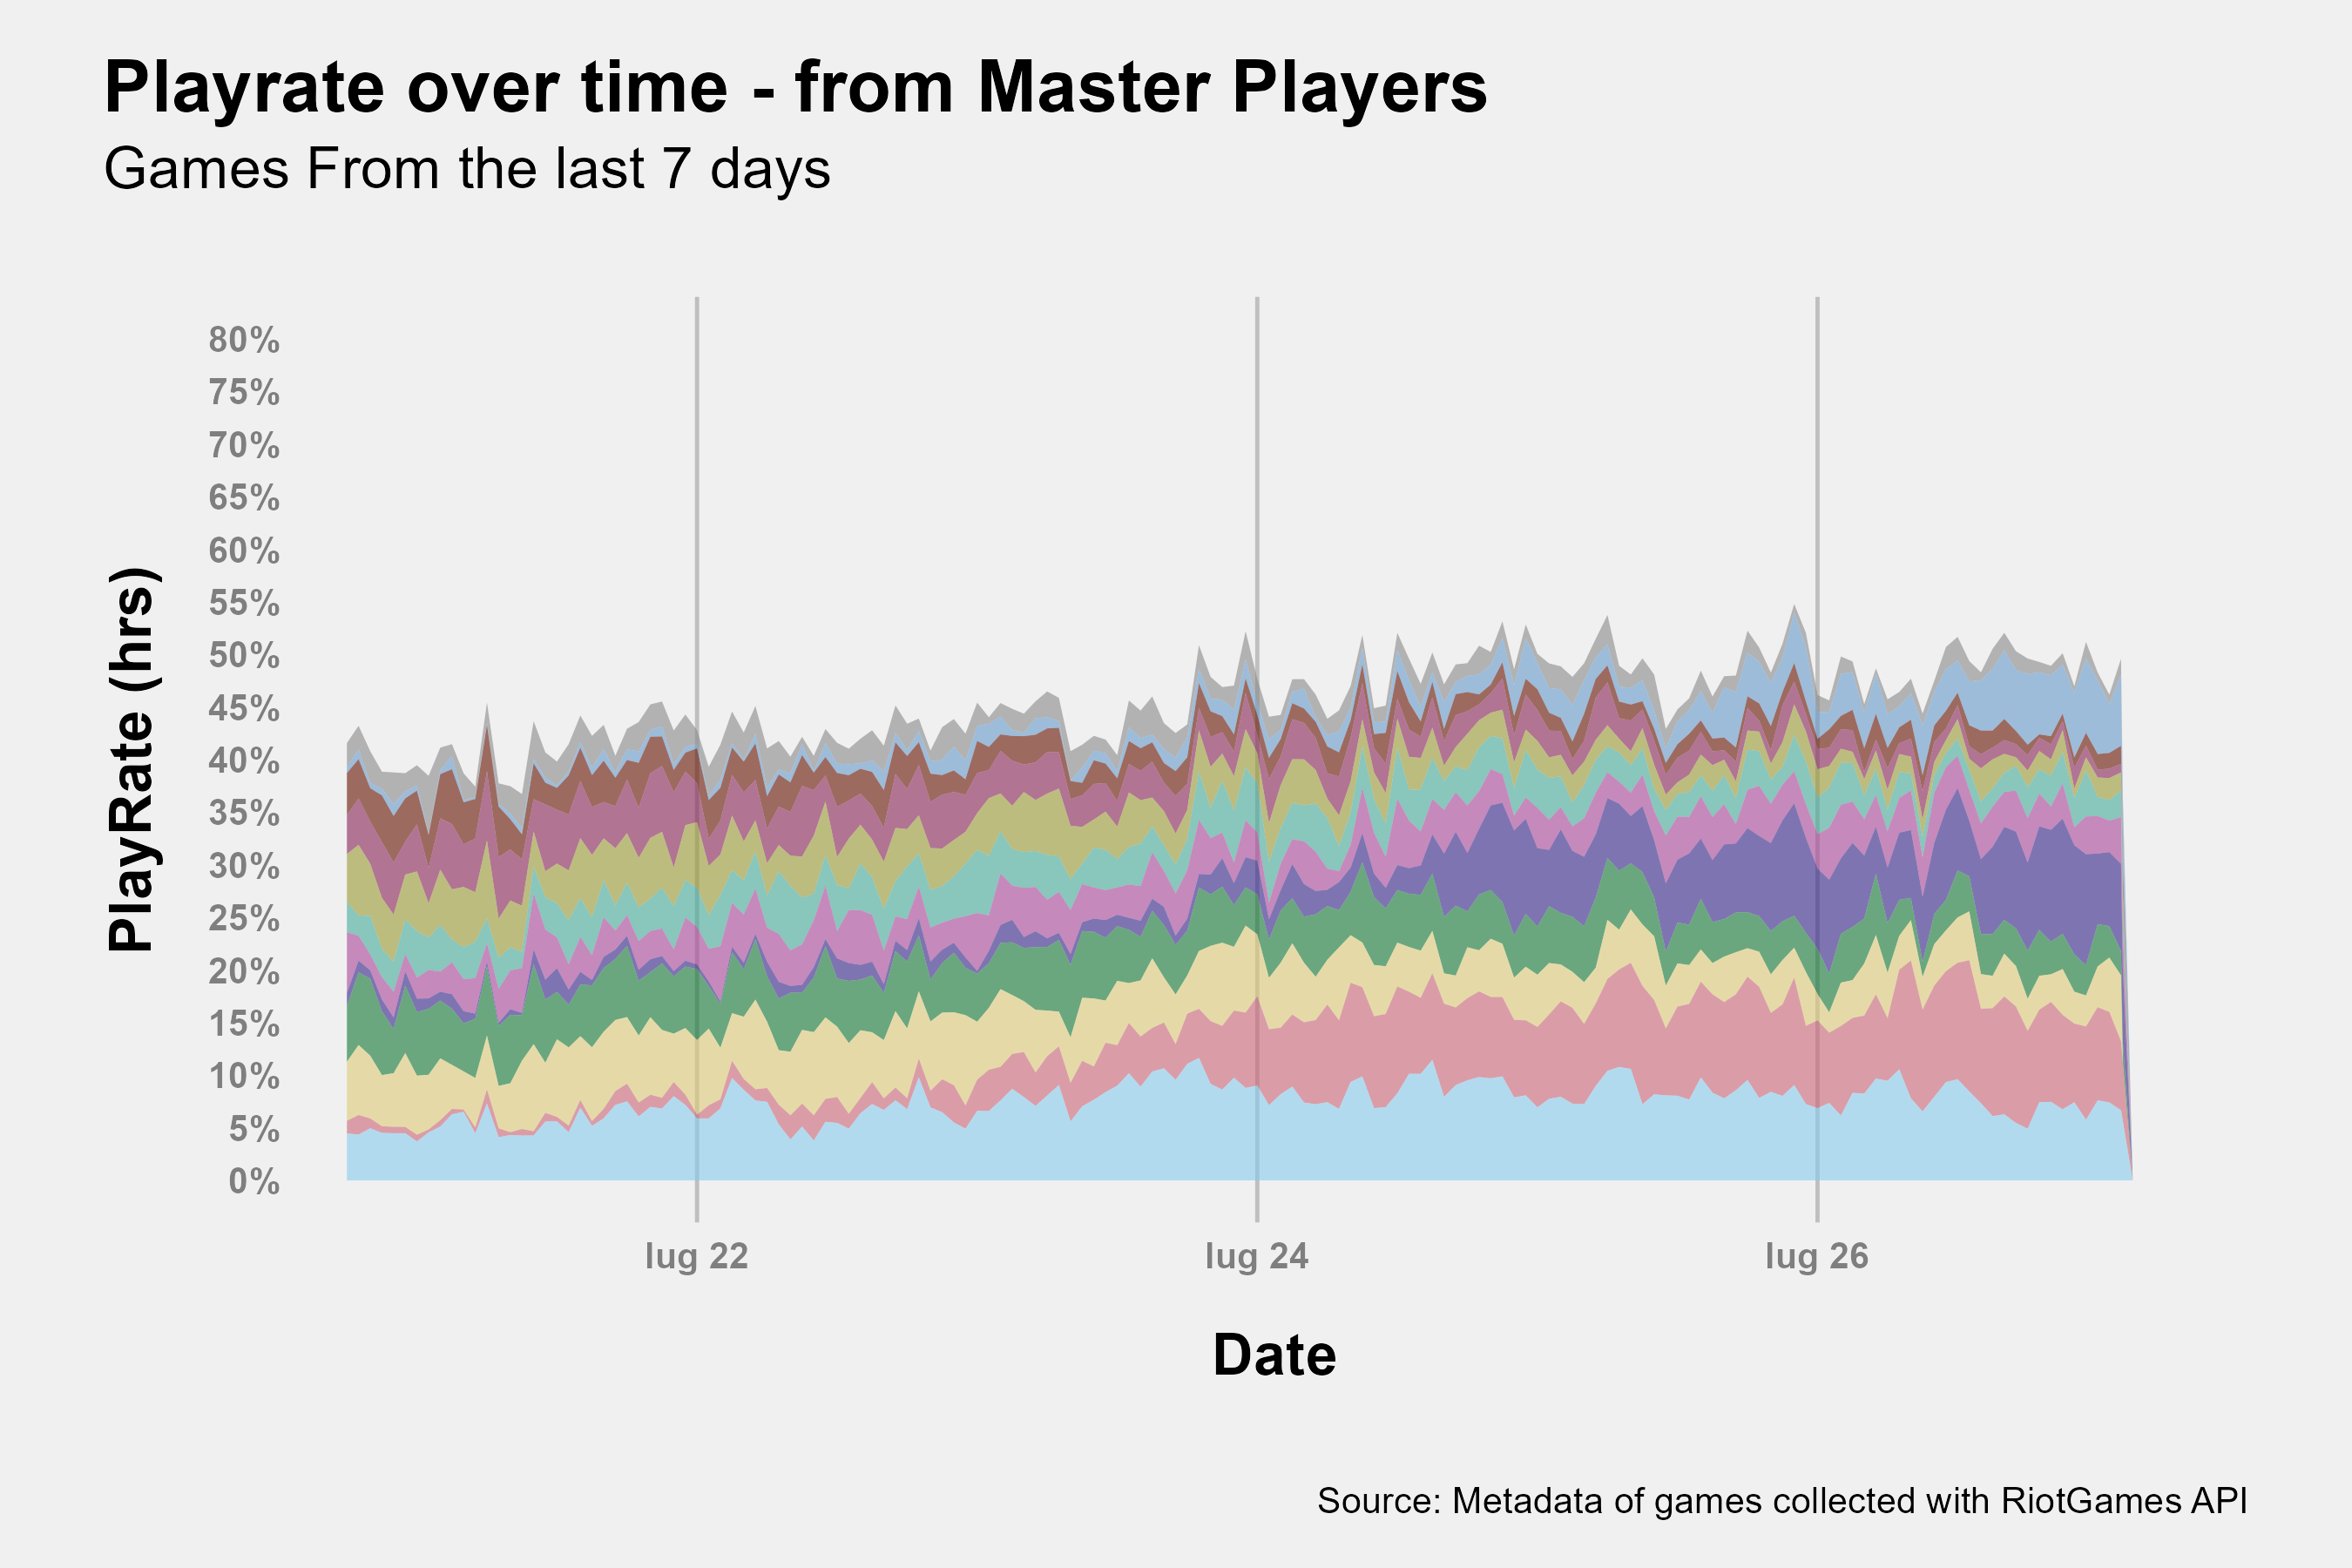 Playrate over time - from Master Players
Games From the last 7 days
PlayRate (hrs)
80%
75%
70%
65%
60%
55%
50%
45%
40%
35%
30%
25%
20%
15%
10%
5%
0%
lug 22
lug 24
lug 26
Date
Source: Metadata of games collected with RiotGames API